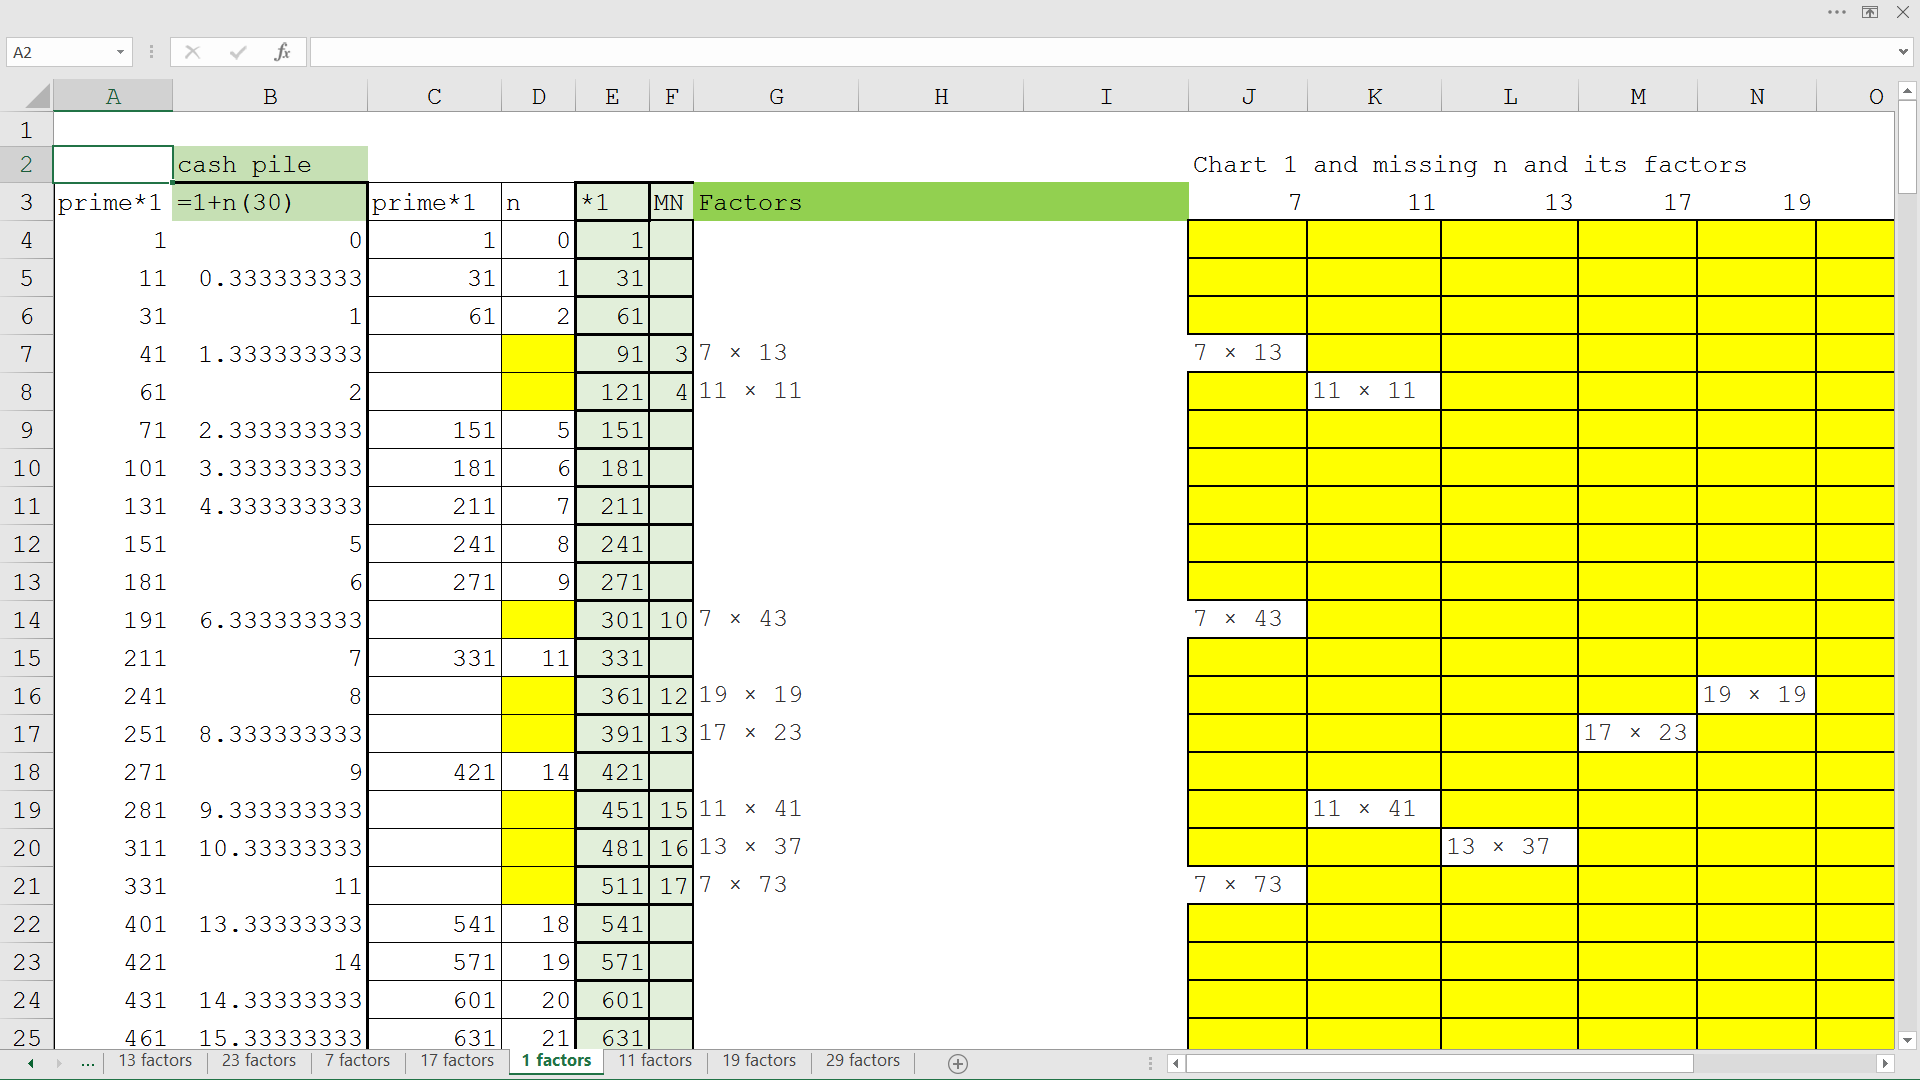 A2 fx
A B C D E F G H I J K L M N O
1
2 cash pile Chart 1 and missing n and its factors
3 prime*1 =1+n(30) prime*1 n *1 MN Factors 7 11 13 17 19
4 1 0 1 0 1
5 11 0.333333333 31 1 31
6 31 1 61 2 61
7 41 1.333333333 91 3 7 × 13 7 × 13
8 61 2 121 4 11 × 11 11 × 11
9 71 2.333333333 151 5 151
10 101 3.333333333 181 6 181
11 131 4.333333333 211 7 211
12 151 5 241 8 241
13 181 6 271 9 271
14 191 6.333333333 301 10 7 × 43 7 × 43
15 211 7 331 11 331
16 241 8 361 12 19 × 19 19 × 19
17 251 8.333333333 391 13 17 × 23 17 × 23
18 271 9 421 14 421
19 281 9.333333333 451 15 11 × 41 11 × 41
20 311 10.33333333 481 16 13 × 37 13 × 37
21 331 11 511 17 7 × 73 7 × 73
22 401 13.33333333 541 18 541
23 421 14 571 19 571
24 431 14.33333333 601 20 601
25 461 15.33333333 631 21 631
... 13 factors 23 factors 7 factors 17 factors 1 factors 11 factors 19 factors 29 factors